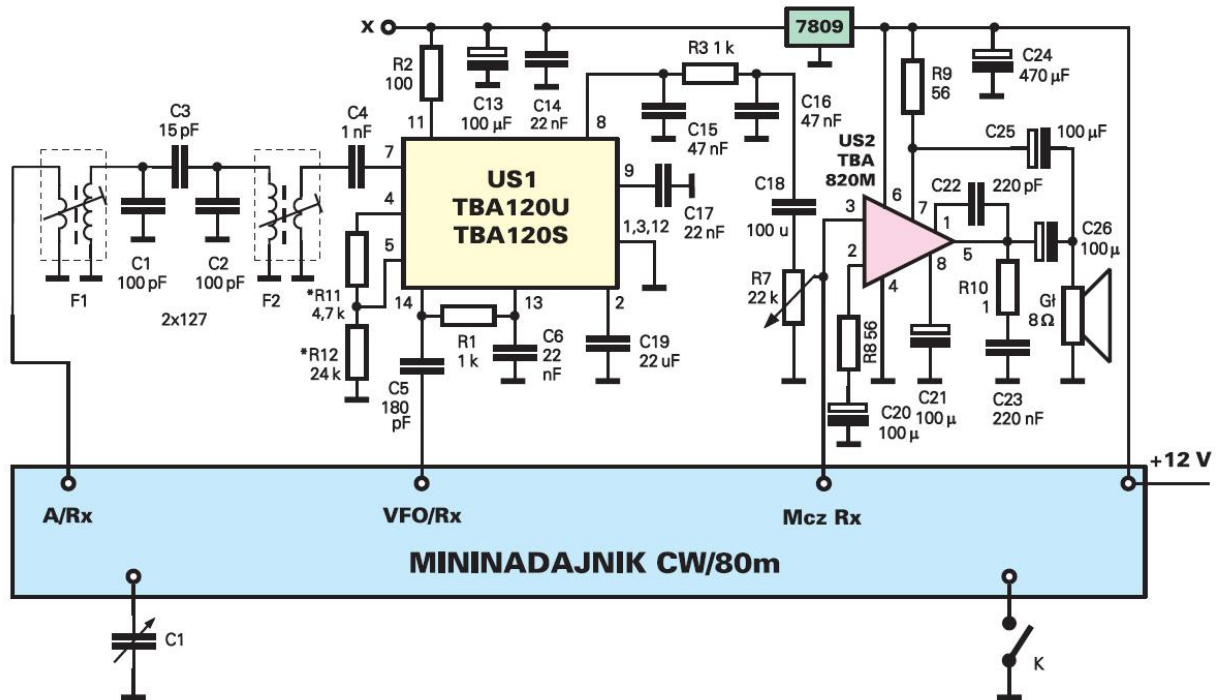 X
7809
R2
100
C13
100 µF
C14
22 nF
R3 1 k
C15
47 nF
C16
47 nF
R9
56
C24
470 µF
C3
15 pF
C4
1 nF
11
8
7
4
5
14
13
2
9
1,3,12
US1
TBA120U
TBA120S
C17
22 nF
C18
100 u
US2
TBA
820M
C25
100 µF
C22
220 pF
3
2
6
7
1
8
5
4
C26
100 µ
C1
100 pF
C2
100 pF
F1
F2
2x127
*R11
4,7 k
*R12
24 k
R1
1 k
C6
22
nF
C19
22 uF
C5
180
pF
R7
22 k
R8 56
R10
1
Gł
8 Ω
C20
100 µ
C21
100 µ
C23
220 nF
+12 V
A/Rx
VFO/Rx
Mcz Rx
MININADAJNIK CW/80m
C1
K